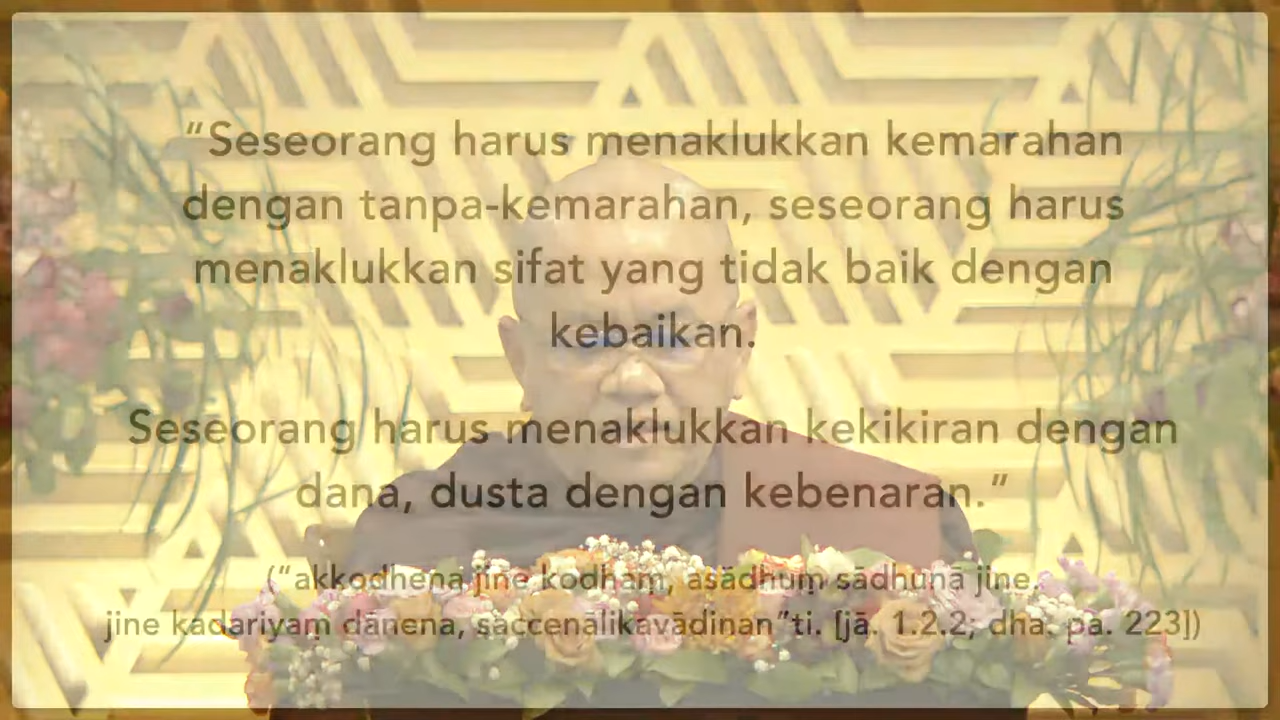 “Seseorang harus menaklukkan kemarahan
dengan tanpa-kemarahan, seseorang harus
menaklukkan sifat yang tidak baik dengan
kebaikan.
Seseorang harus menaklukkan kekikiran dengan
dana, dusta dengan kebenaran.”
(“akkodhena jine kodhaṃ, asādhuṃ sādhunā jine,
jine kadariyaṃ dānena, saccenālikavādinan”ti. [jā. 1.2.2; dha. pa. 223])